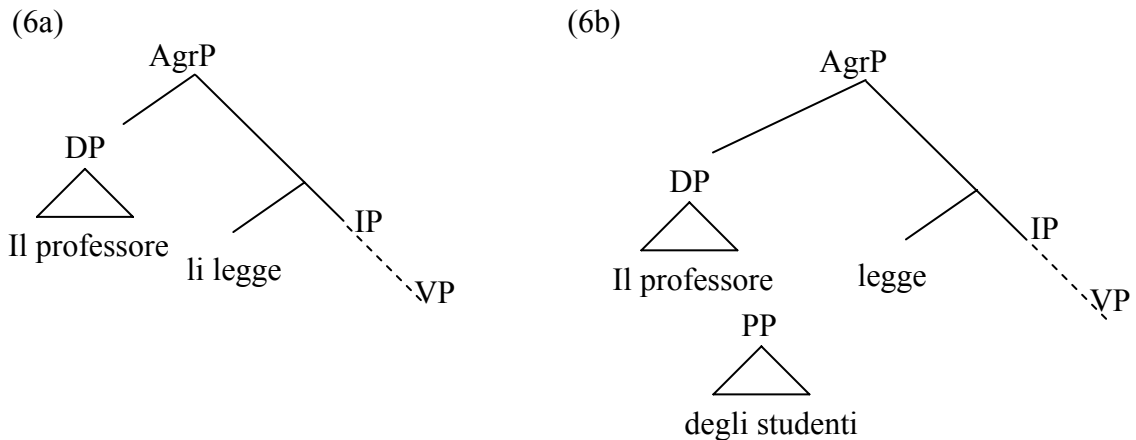 (6a)
AgrP
DP
Il professore
li legge
IP
VP
(6b)
AgrP
DP
Il professore
legge
IP
VP
PP
degli studenti